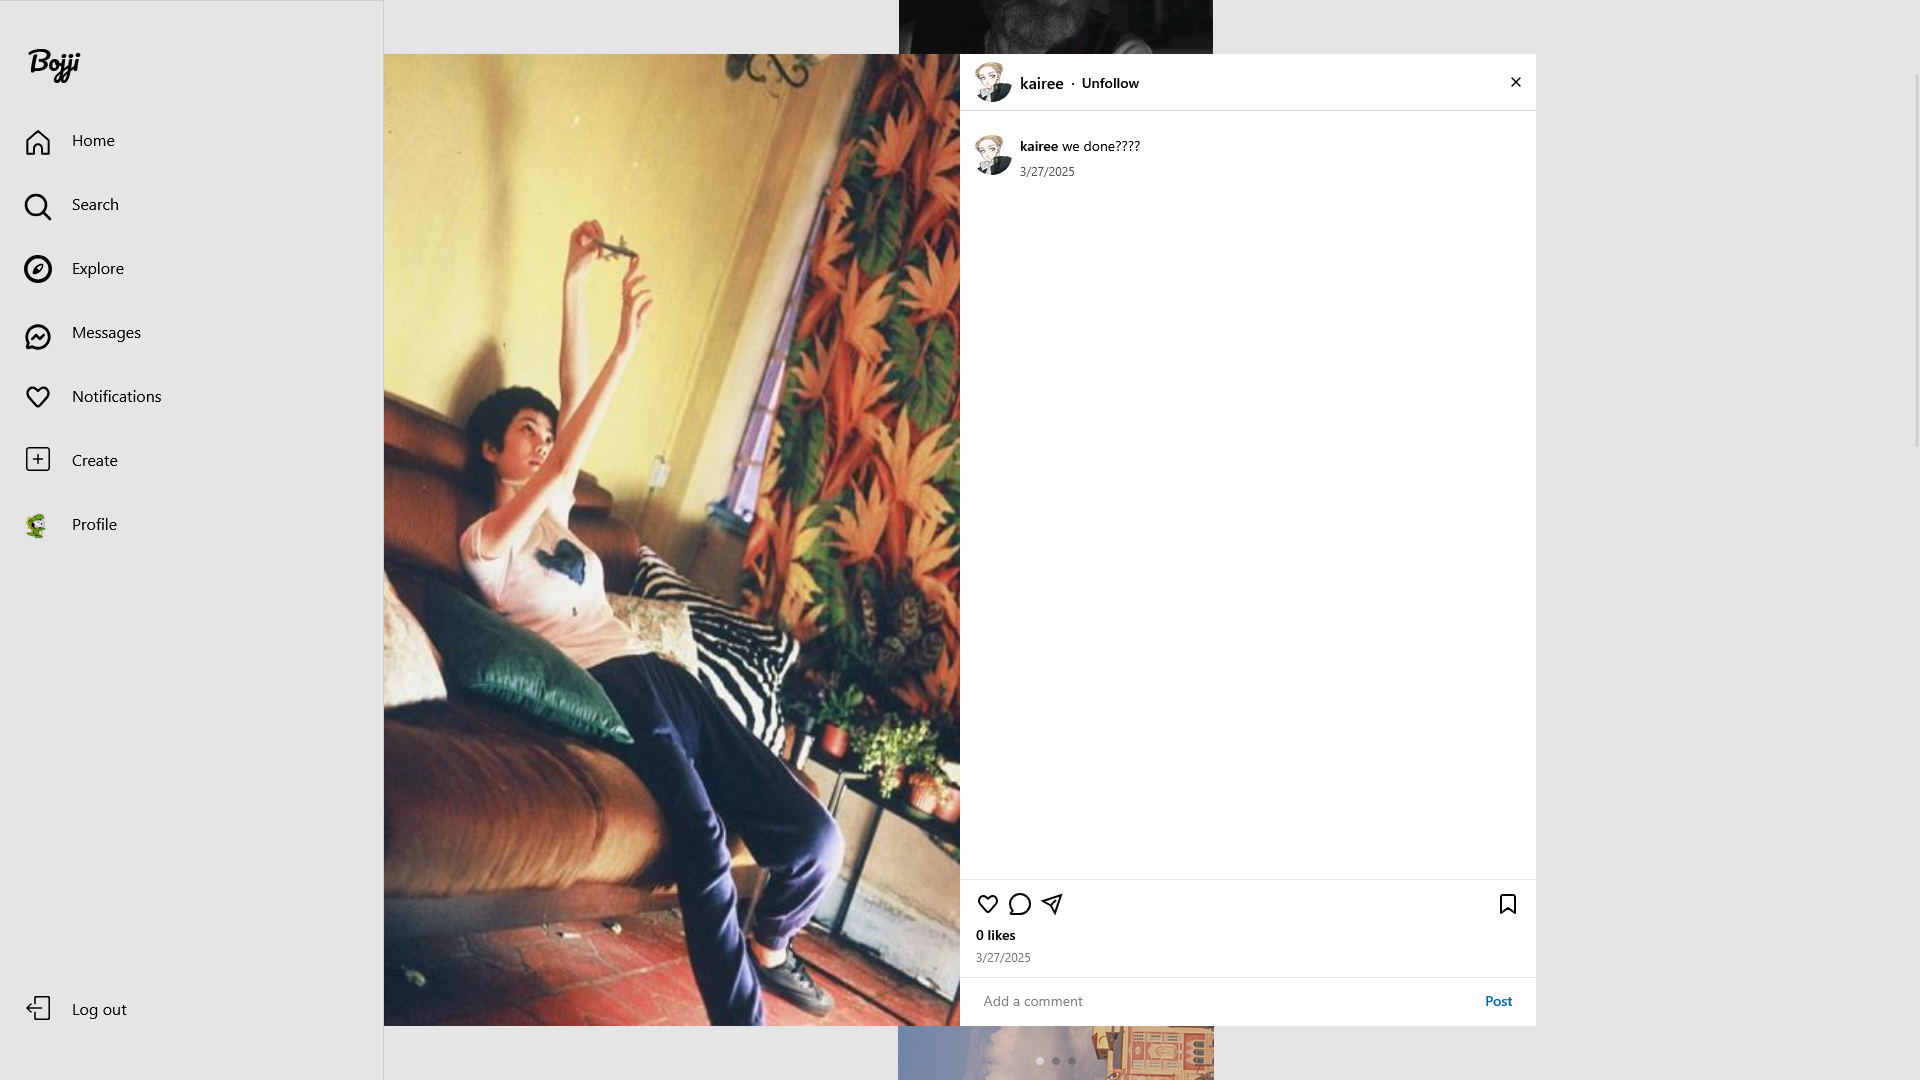 Bojji
Home
Search
Explore
Messages
Notifications
Create
Profile
Log out
kairee · Unfollow
kairee we done????
3/27/2025
0 likes
3/27/2025
Add a comment
Post